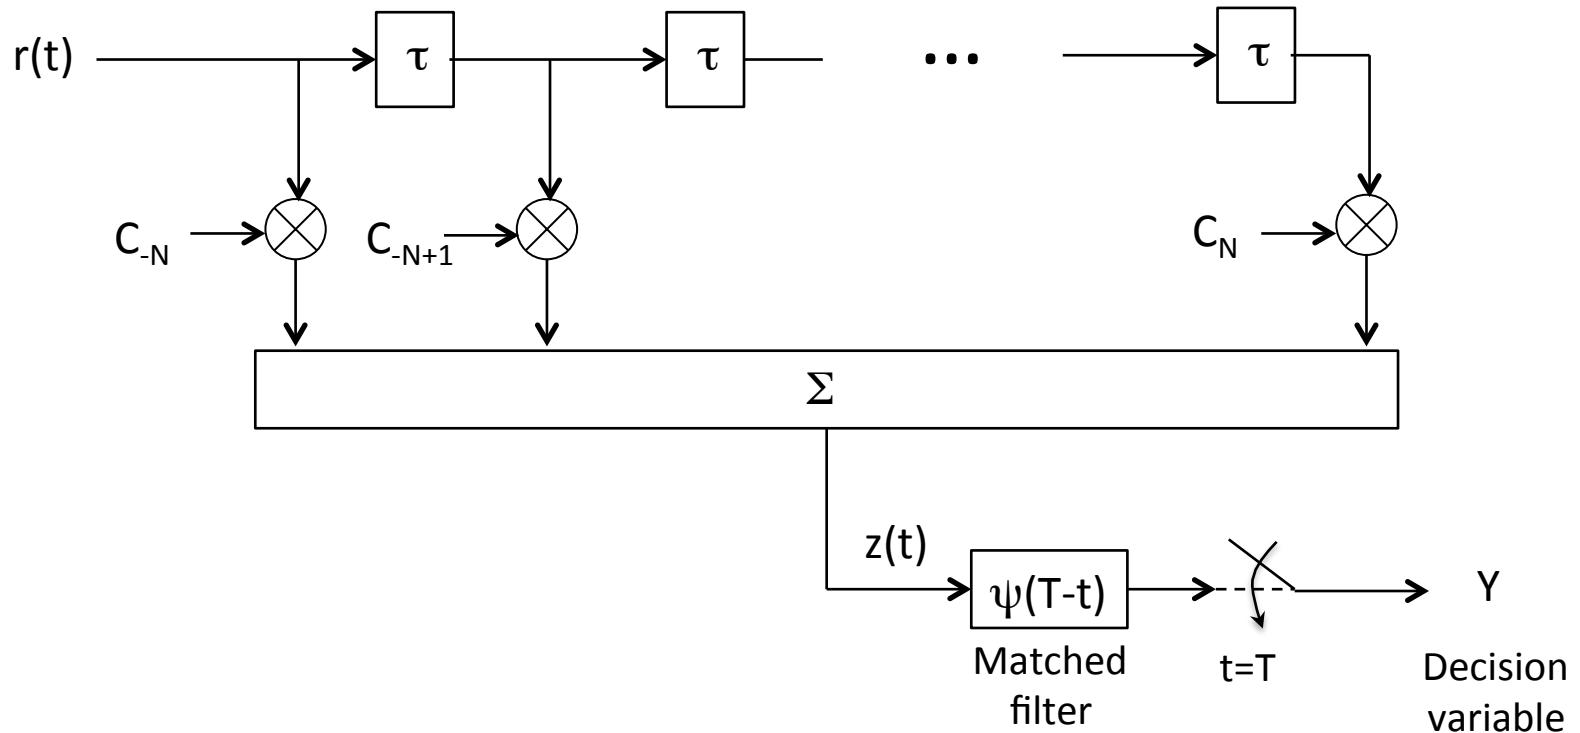 r(t)
τ
τ
...
τ
C-N
C-N+1
CN
Σ
z(t)
ψ(T-t)
Y
Matched
filter
t=T
Decision
variable